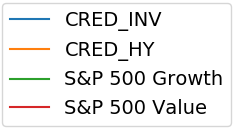 CRED_INV
CRED_HY
S&P 500 Growth
S&P 500 Value